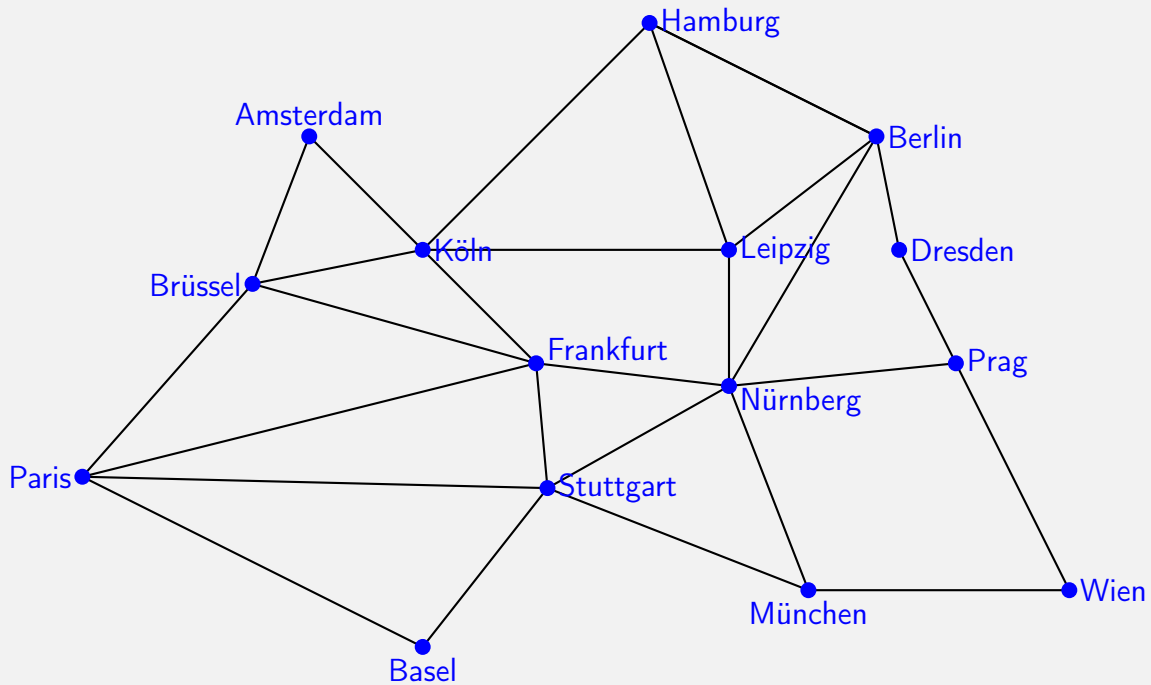 Hamburg
Amsterdam
Berlin
Köln
Leipzig
Dresden
Brüssel
Frankfurt
Prag
Nürnberg
Paris
Stuttgart
Wien
München
Basel